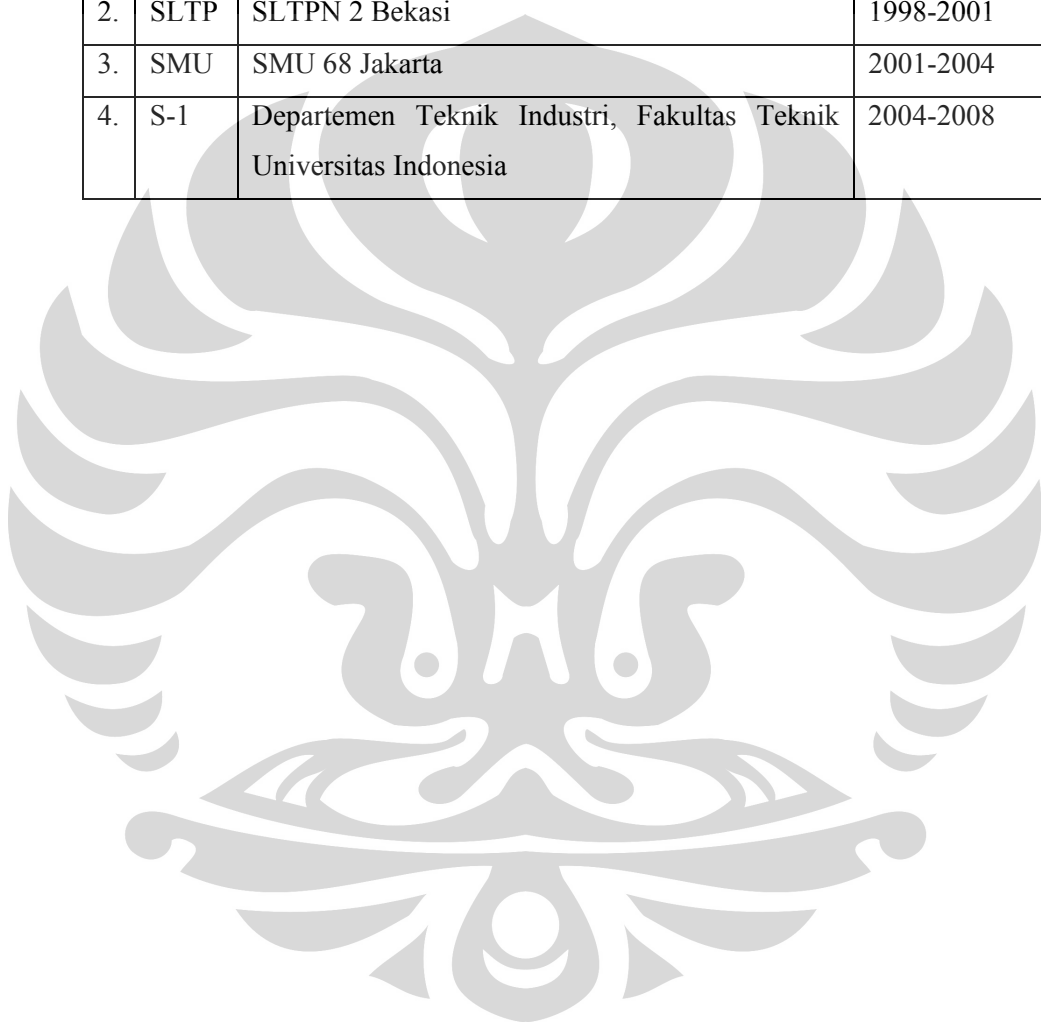 2. SLTP SLTPN 2 Bekasi 1998-2001
3. SMU SMU 68 Jakarta 2001-2004
4. S-1 Departemen Teknik Industri, Fakultas Teknik 2004-2008
Universitas Indonesia